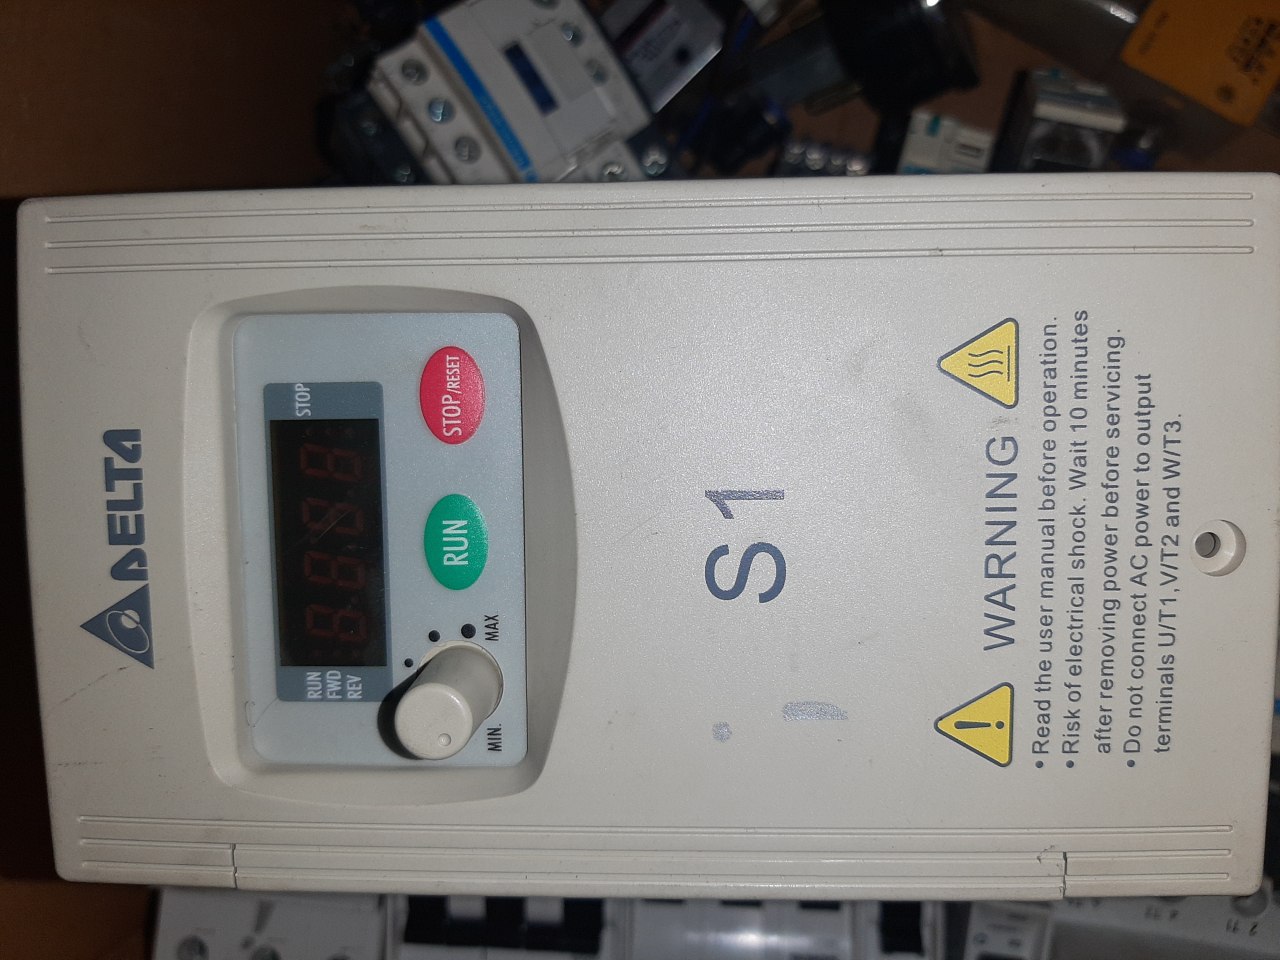 DELTA
STOP
RUN
FWD
REV
MIN.
MAX
RUN
STOP/RESET
S1
WARNING
• Read the user manual before operation.
• Risk of electrical shock. Wait 10 minutes
after removing power before servicing.
• Do not connect AC power to output
terminals U/T1,V/T2 and W/T3.